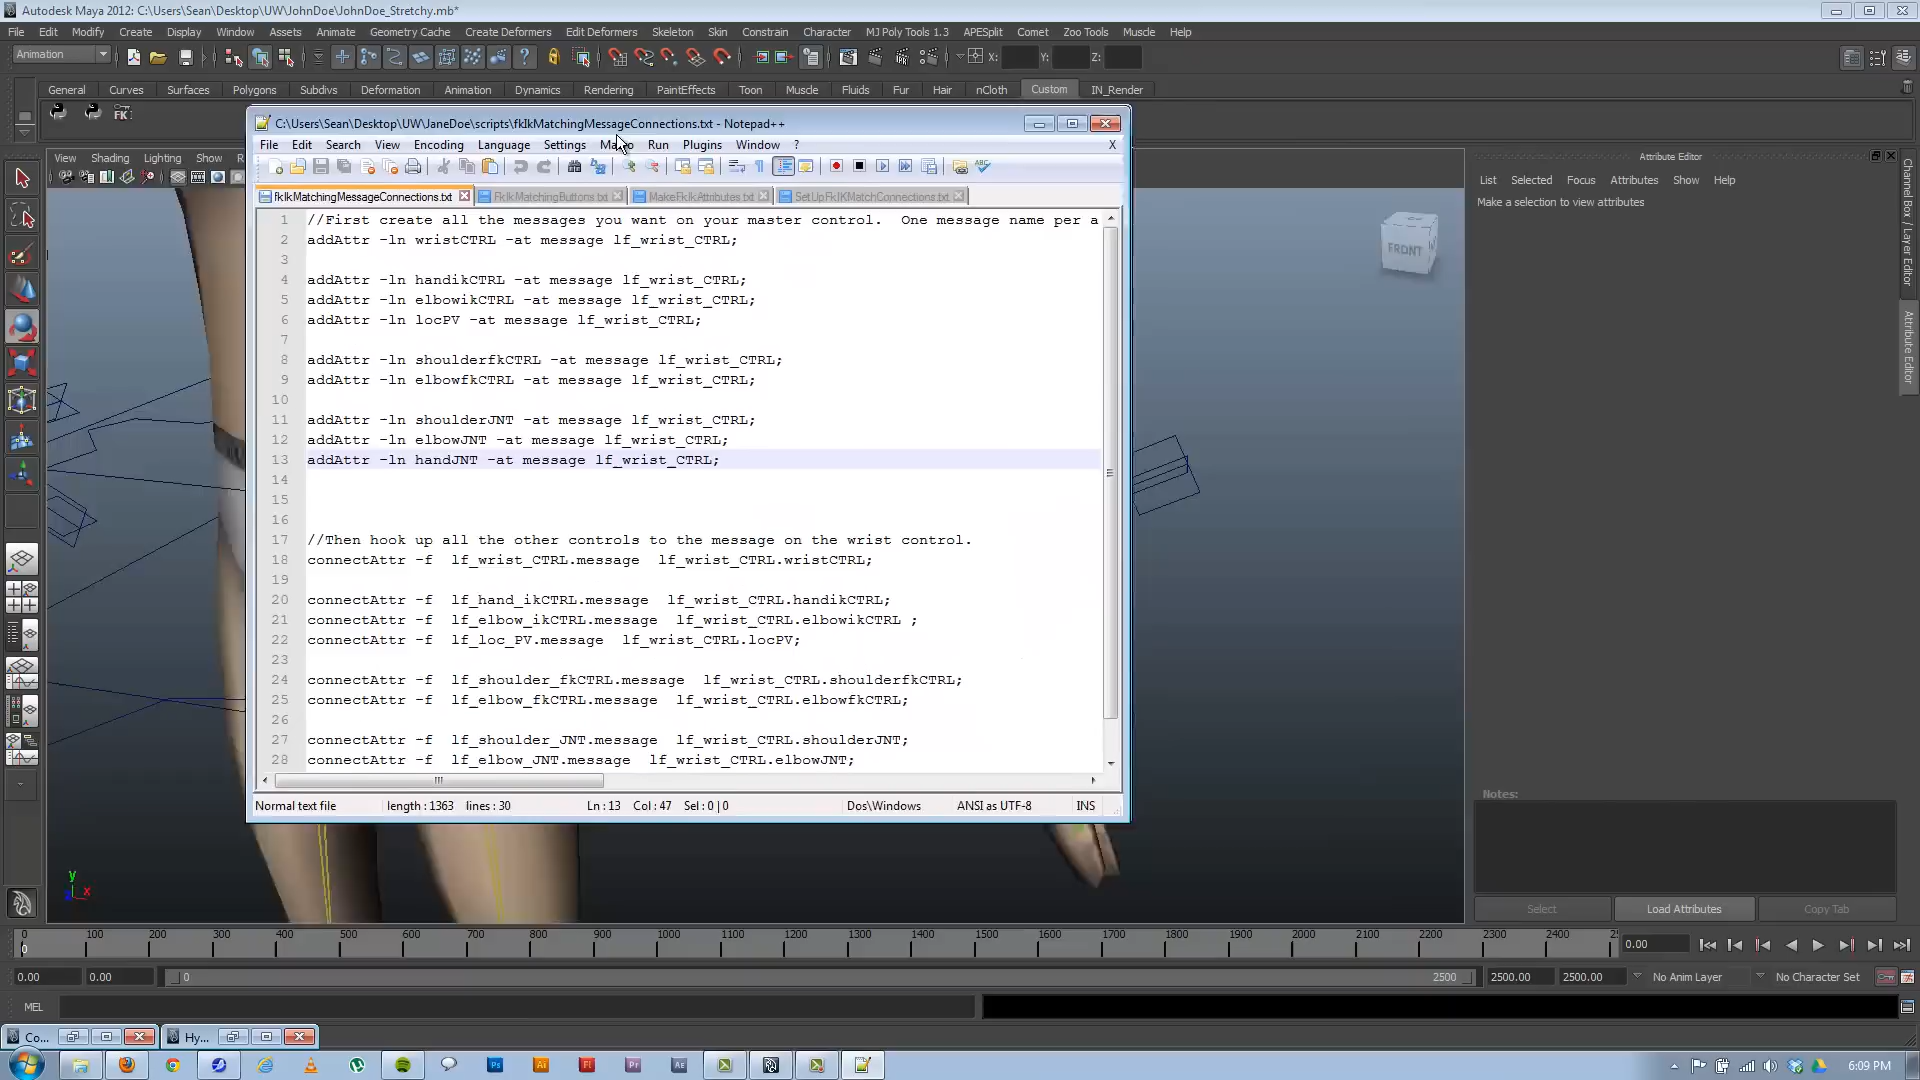 Autodesk Maya 2012: C:\Users\Sean\Desktop\UW\JohnDoe\JohnDoe_Stretchy.mb*
File Edit Modify Create Display Window Assets Animate Geometry Cache Create Deformers Edit Deformers Skeleton Skin Constrain Character MJ Poly Tools 1.3 APESplit Comet Zoo Tools Muscle Help
Animation X: Y: Z:
General Curves Surfaces Polygons Subdivs Deformation Animation Dynamics Rendering PaintEffects Toon Muscle Fluids Fur Hair nCloth Custom IN_Render
FK
View Shading Lighting Show
C:\Users\Sean\Desktop\UW\JaneDoe\scripts\fkIkMatchingMessageConnections.txt - Notepad++
File Edit Search View Encoding Language Settings Macro Run Plugins Window ? X
fkIkMatchingMessageConnections.txt FkIkMatchingButtons.txt MakeFkIkAttributes.txt SetUpFkIKMatchConnections.txt
1 //First create all the messages you want on your master control.  One message name per a
2 addAttr -ln wristCTRL -at message lf_wrist_CTRL;
3
4 addAttr -ln handikCTRL -at message lf_wrist_CTRL;
5 addAttr -ln elbowikCTRL -at message lf_wrist_CTRL;
6 addAttr -ln locPV -at message lf_wrist_CTRL;
7
8 addAttr -ln shoulderfkCTRL -at message lf_wrist_CTRL;
9 addAttr -ln elbowfkCTRL -at message lf_wrist_CTRL;
10
11 addAttr -ln shoulderJNT -at message lf_wrist_CTRL;
12 addAttr -ln elbowJNT -at message lf_wrist_CTRL;
13 addAttr -ln handJNT -at message lf_wrist_CTRL;
14
15
16
17 //Then hook up all the other controls to the message on the wrist control.
18 connectAttr -f  lf_wrist_CTRL.message  lf_wrist_CTRL.wristCTRL;
19
20 connectAttr -f  lf_hand_ikCTRL.message  lf_wrist_CTRL.handikCTRL;
21 connectAttr -f  lf_elbow_ikCTRL.message  lf_wrist_CTRL.elbowikCTRL ;
22 connectAttr -f  lf_loc_PV.message  lf_wrist_CTRL.locPV;
23
24 connectAttr -f  lf_shoulder_fkCTRL.message  lf_wrist_CTRL.shoulderfkCTRL;
25 connectAttr -f  lf_elbow_fkCTRL.message  lf_wrist_CTRL.elbowfkCTRL;
26
27 connectAttr -f  lf_shoulder_JNT.message  lf_wrist_CTRL.shoulderJNT;
28 connectAttr -f  lf_elbow_JNT.message  lf_wrist_CTRL.elbowJNT;
Normal text file length : 1363 lines : 30 Ln : 13 Col : 47 Sel : 0 | 0 Dos\Windows ANSI as UTF-8 INS
FRONT
y
x
Attribute Editor
List Selected Focus Attributes Show Help
Make a selection to view attributes
Notes:
Select Load Attributes Copy Tab
Channel Box / Layer Editor
Attribute Editor
0 100 200 300 400 500 600 700 800 900 1000 1100 1200 1300 1400 1500 1600 1700 1800 1900 2000 2100 2200 2300 2400 0.00
0
0.00 0.00 0 2500 2500.00 2500.00 No Anim Layer No Character Set
MEL
Co... Hy...
Ps Ai Fl Pr Ae 6:09 PM